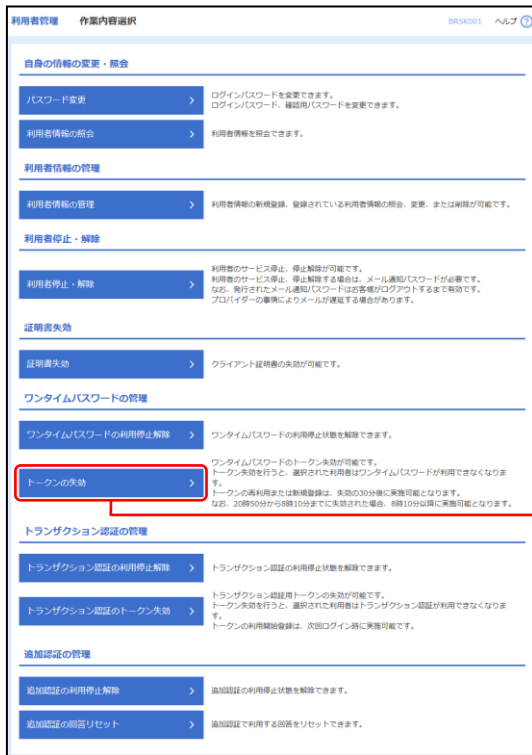 利用者管理 作業内容選択 BRSK001 ヘルプ ?
自身の情報の変更・照会
パスワード変更
ログインパスワードを変更できます。
ログインパスワード、確認用パスワードを変更できます。
利用者情報の照会
利用者情報を照会できます。
利用者情報の管理
利用者情報の管理
利用者情報の新規登録、登録されている利用者情報の照会、変更、または削除が可能です。
利用者停止・解除
利用者停止・解除
利用者のサービス停止、停止解除が可能です。
利用者のサービス停止、停止解除する場合は、メール通知パスワードが必要です。
なお、発行されたメール通知パスワードはお客様がログアウトするまで有効です。
プロバイダーの事情によりメールが遅延する場合があります。
証明書失効
証明書失効
クライアント証明書の失効が可能です。
ワンタイムパスワードの管理
ワンタイムパスワードの利用停止解除
ワンタイムパスワードの利用停止状態を解除できます。
トークンの失効
ワンタイムパスワードのトークン失効が可能です。
トークン失効を行うと、選択された利用者はワンタイムパスワードが利用できなくなりま
す。
トークンの再利用または新規登録は、失効の30分後に実施可能となります。
なお、20時50分から8時10分までに失効された場合、8時10分以降に実施可能となります。
トランザクション認証の管理
トランザクション認証の利用停止解除
トランザクション認証の利用停止状態を解除できます。
トランザクション認証のトークン失効
トランザクション認証用トークンの失効が可能です。
トークン失効を行うと、選択された利用者はトランザクション認証が利用できなくなりま
す。
トークンの利用開始登録は、次回ログイン時に実施可能です。
追加認証の管理
追加認証の利用停止解除
追加認証の利用停止状態を解除できます。
追加認証の回答リセット
追加認証で利用する回答をリセットできます。